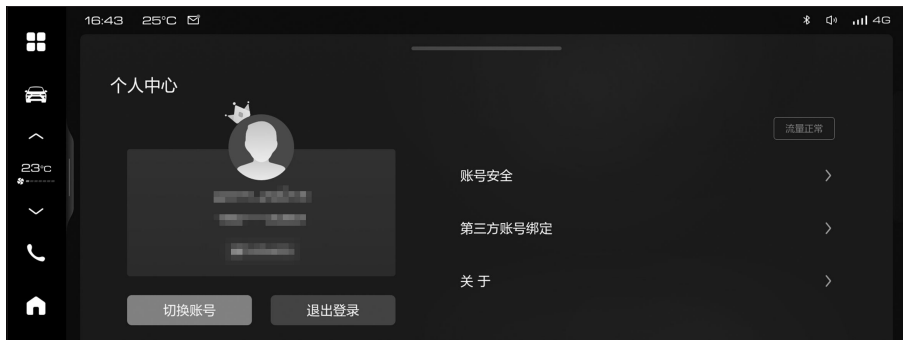 16:43 25°C
4G
个人中心
流量正常
23°C
账号安全
第三方账号绑定
关于
切换账号
退出登录